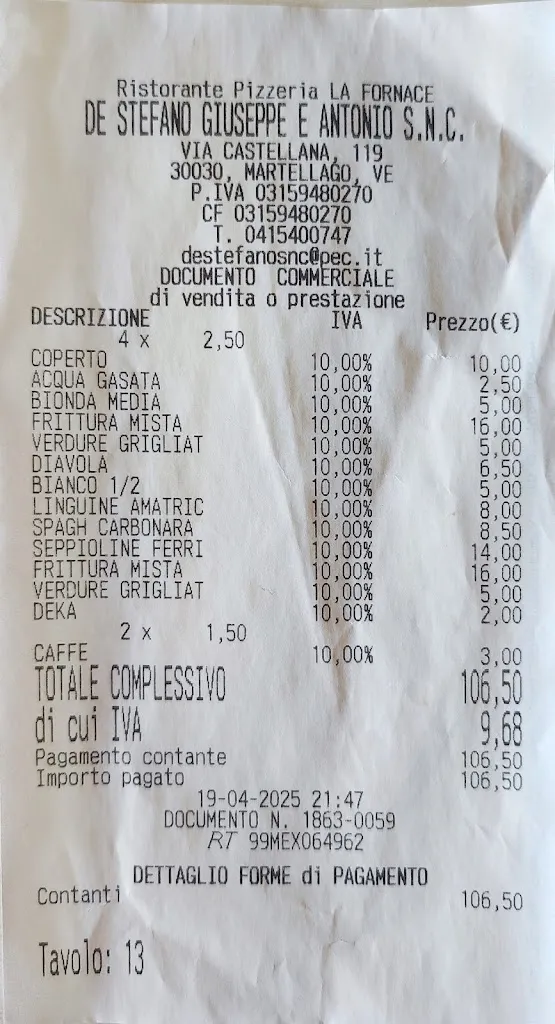 Ristorante Pizzeria LA FORNACE
DE STEFANO GIUSEPPE E ANTONIO S.N.C.
VIA CASTELLANA, 119
30030, MARTELLAGO, VE
P.IVA 03159480270
CF 03159480270
T. 0415400747
destefanosnc@pec.it
DOCUMENTO COMMERCIALE
di vendita o prestazione
DESCRIZIONE IVA Prezzo(€)
4 x 2,50
COPERTO 10,00% 10,00
ACQUA GASATA 10,00% 2,50
BIONDA MEDIA 10,00% 5,00
FRITTURA MISTA 10,00% 16,00
VERDURE GRIGLIAT 10,00% 5,00
DIAVOLA 10,00% 6,50
BIANCO 1/2 10,00% 5,00
LINGUINE AMATRIC 10,00% 8,00
SPAGH CARBONARA 10,00% 8,50
SEPPIOLINE FERRI 10,00% 14,00
FRITTURA MISTA 10,00% 16,00
VERDURE GRIGLIAT 10,00% 5,00
DEKA 10,00% 2,00
2 x 1,50
CAFFE 10,00% 3,00
TOTALE COMPLESSIVO 106,50
di cui IVA 9,68
Pagamento contante 106,50
Importo pagato 106,50
19-04-2025 21:47
DOCUMENTO N. 1863-0059
RT 99MEX064962
DETTAGLIO FORME di PAGAMENTO
Contanti 106,50
Tavolo: 13